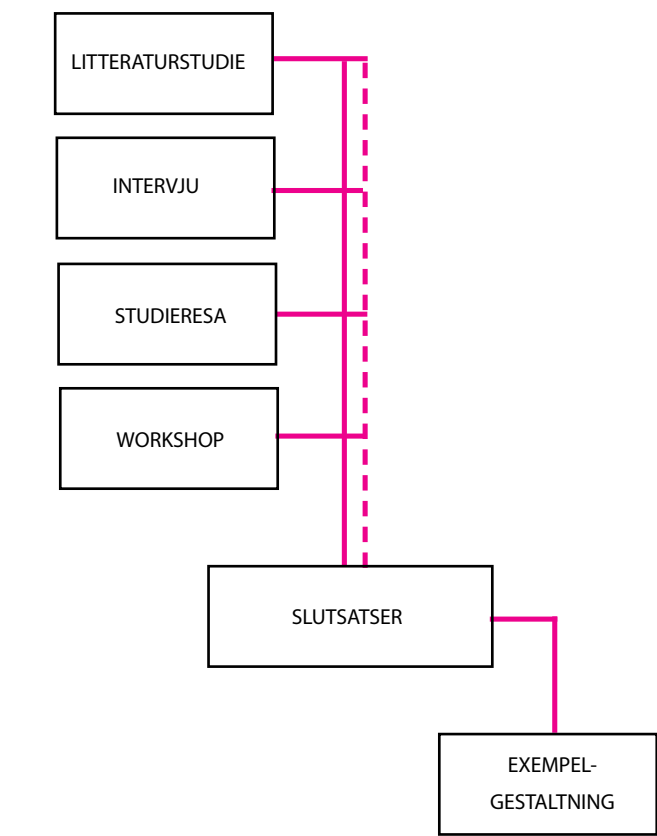 LITTERATURSTUDIE
INTERVJU
STUDIERESA
WORKSHOP
SLUTSATSER
EXEMPEL-
GESTALTNING